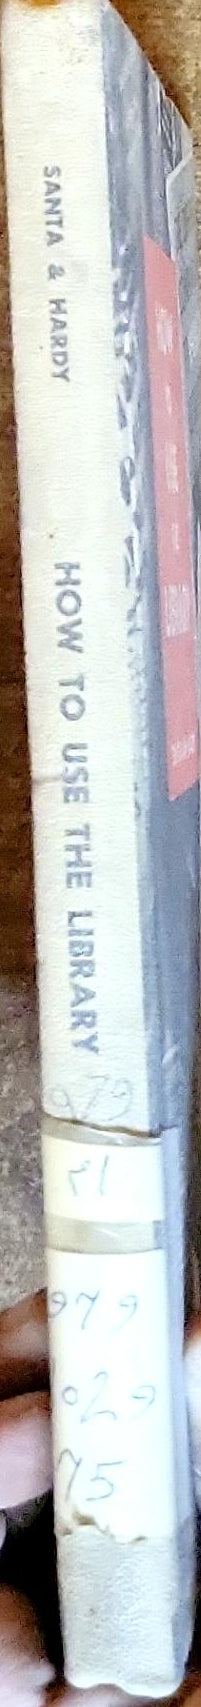 SANTA & HARDY
HOW TO USE THE LIBRARY
979
21
979
029
75